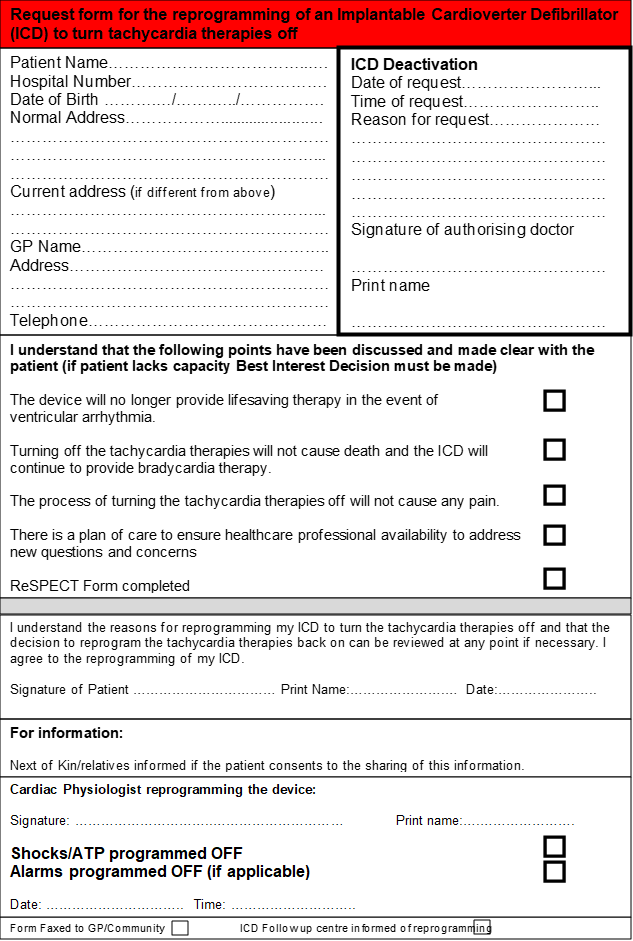 Request form for the reprogramming of an Implantable Cardioverter Defibrillator
(ICD) to turn tachycardia therapies off
Patient Name……………………………..…
Hospital Number……………………………….
Date of Birth …………/…………/……………
Normal Address………………........................
…………………………………………………
…………………………………………………..
…………………………………………………
Current address (if different from above)
…………………………………………………..
…………………………………………………
GP Name………………………………………..
Address…………………………………………
…………………………………………………
…………………………………………………
Telephone………………………………………
ICD Deactivation
Date of request……………………...
Time of request……………………..
Reason for request…………………
…………………………………………
…………………………………………
…………………………………………
…………………………………………
…………………………………………
Signature of authorising doctor
…………………………………………
Print name
…………………………………………
I understand that the following points have been discussed and made clear with the
patient (if patient lacks capacity Best Interest Decision must be made)
The device will no longer provide lifesaving therapy in the event of
ventricular arrhythmia.
Turning off the tachycardia therapies will not cause death and the ICD will
continue to provide bradycardia therapy.
The process of turning the tachycardia therapies off will not cause any pain.
There is a plan of care to ensure healthcare professional availability to address
new questions and concerns
ReSPECT Form completed
I understand the reasons for reprogramming my ICD to turn the tachycardia therapies off and that the
decision to reprogram the tachycardia therapies back on can be reviewed at any point if necessary. I
agree to the reprogramming of my ICD.
Signature of Patient …………………………… Print Name:……………………. Date:…………………..
For information:
Next of Kin/relatives informed if the patient consents to the sharing of this information.
Cardiac Physiologist reprogramming the device:
Signature: ……………………………..……………………… Print name:…………………….
Shocks/ATP programmed OFF
Alarms programmed OFF (if applicable)
Date: …………………….. Time: ………………………..
Form Faxed to GP/Community ICD Follow up centre informed of reprogramming